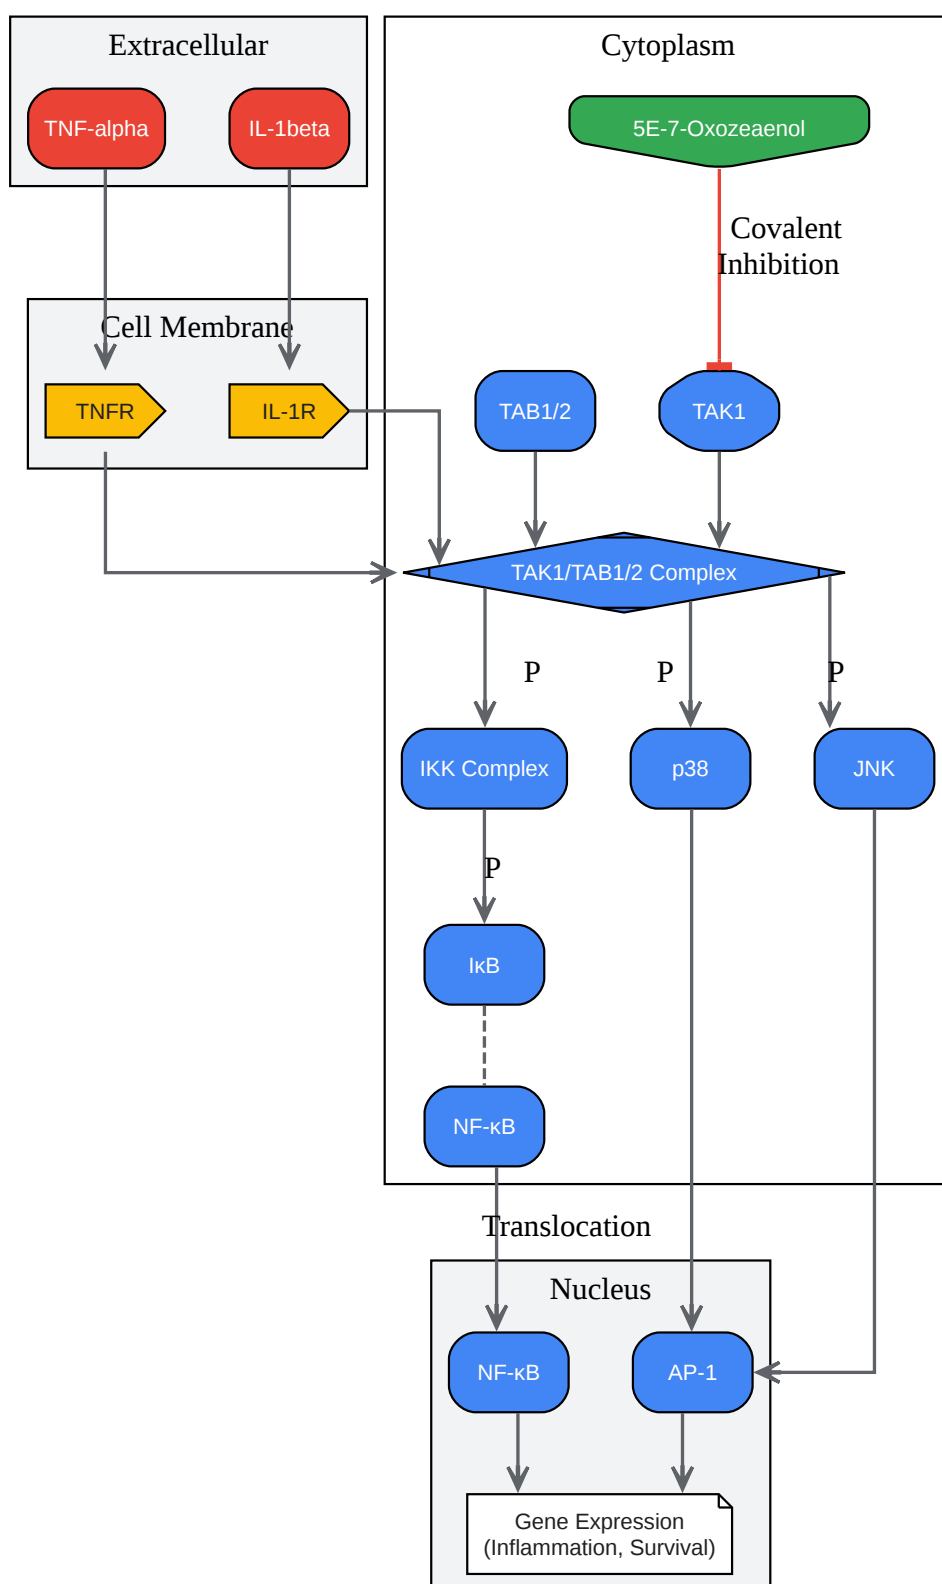 Extracellular
Cytoplasm
TNF-alpha
IL-1beta
5E-7-Oxozeaenol
Covalent
Inhibition
Cell Membrane
TNFR
IL-1R
TAB1/2
TAK1
TAK1/TAB1/2 Complex
P
P
P
IKK Complex
p38
JNK
P
IκB
NF-κB
Translocation
Nucleus
NF-κB
AP-1
Gene Expression
(Inflammation, Survival)